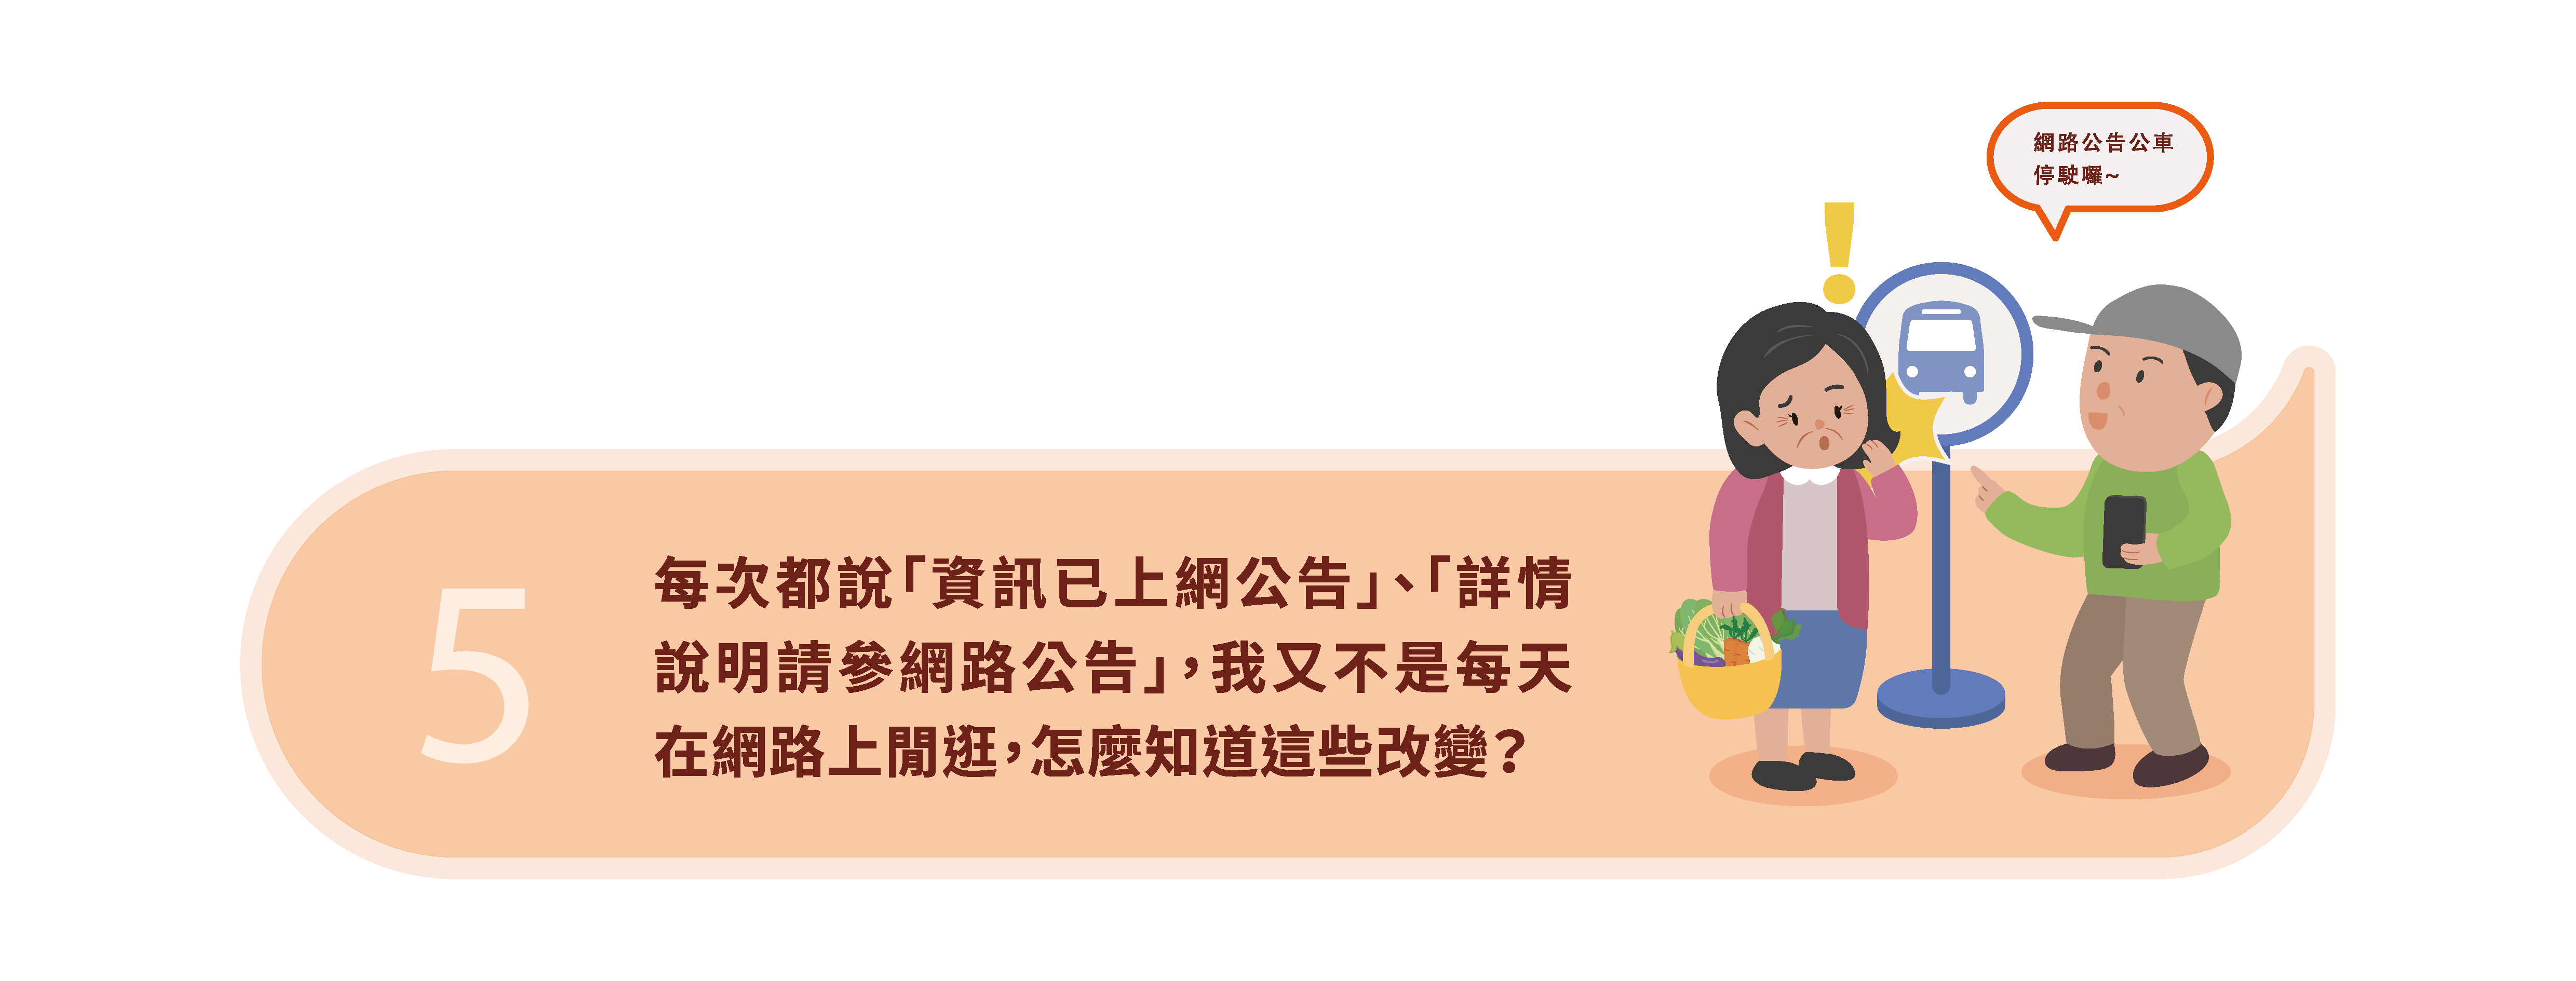 網路公告公車
停駛囉~
5
每次都說「資訊已上網公告」、「詳情
說明請參網路公告」，我又不是每天
在網路上閒逛，怎麼知道這些改變？